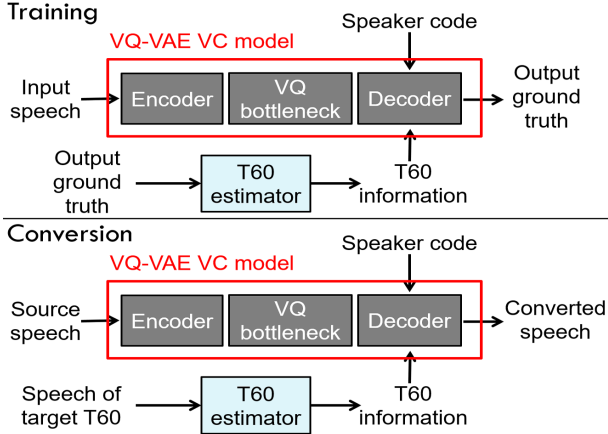 Training
VQ-VAE VC model
Speaker code
Input
speech
Encoder
VQ
bottleneck
Decoder
Output
ground
truth
Output
ground
truth
T60
estimator
T60
information
Conversion
VQ-VAE VC model
Speaker code
Source
speech
Encoder
VQ
bottleneck
Decoder
Converted
speech
Speech of
target T60
T60
estimator
T60
information